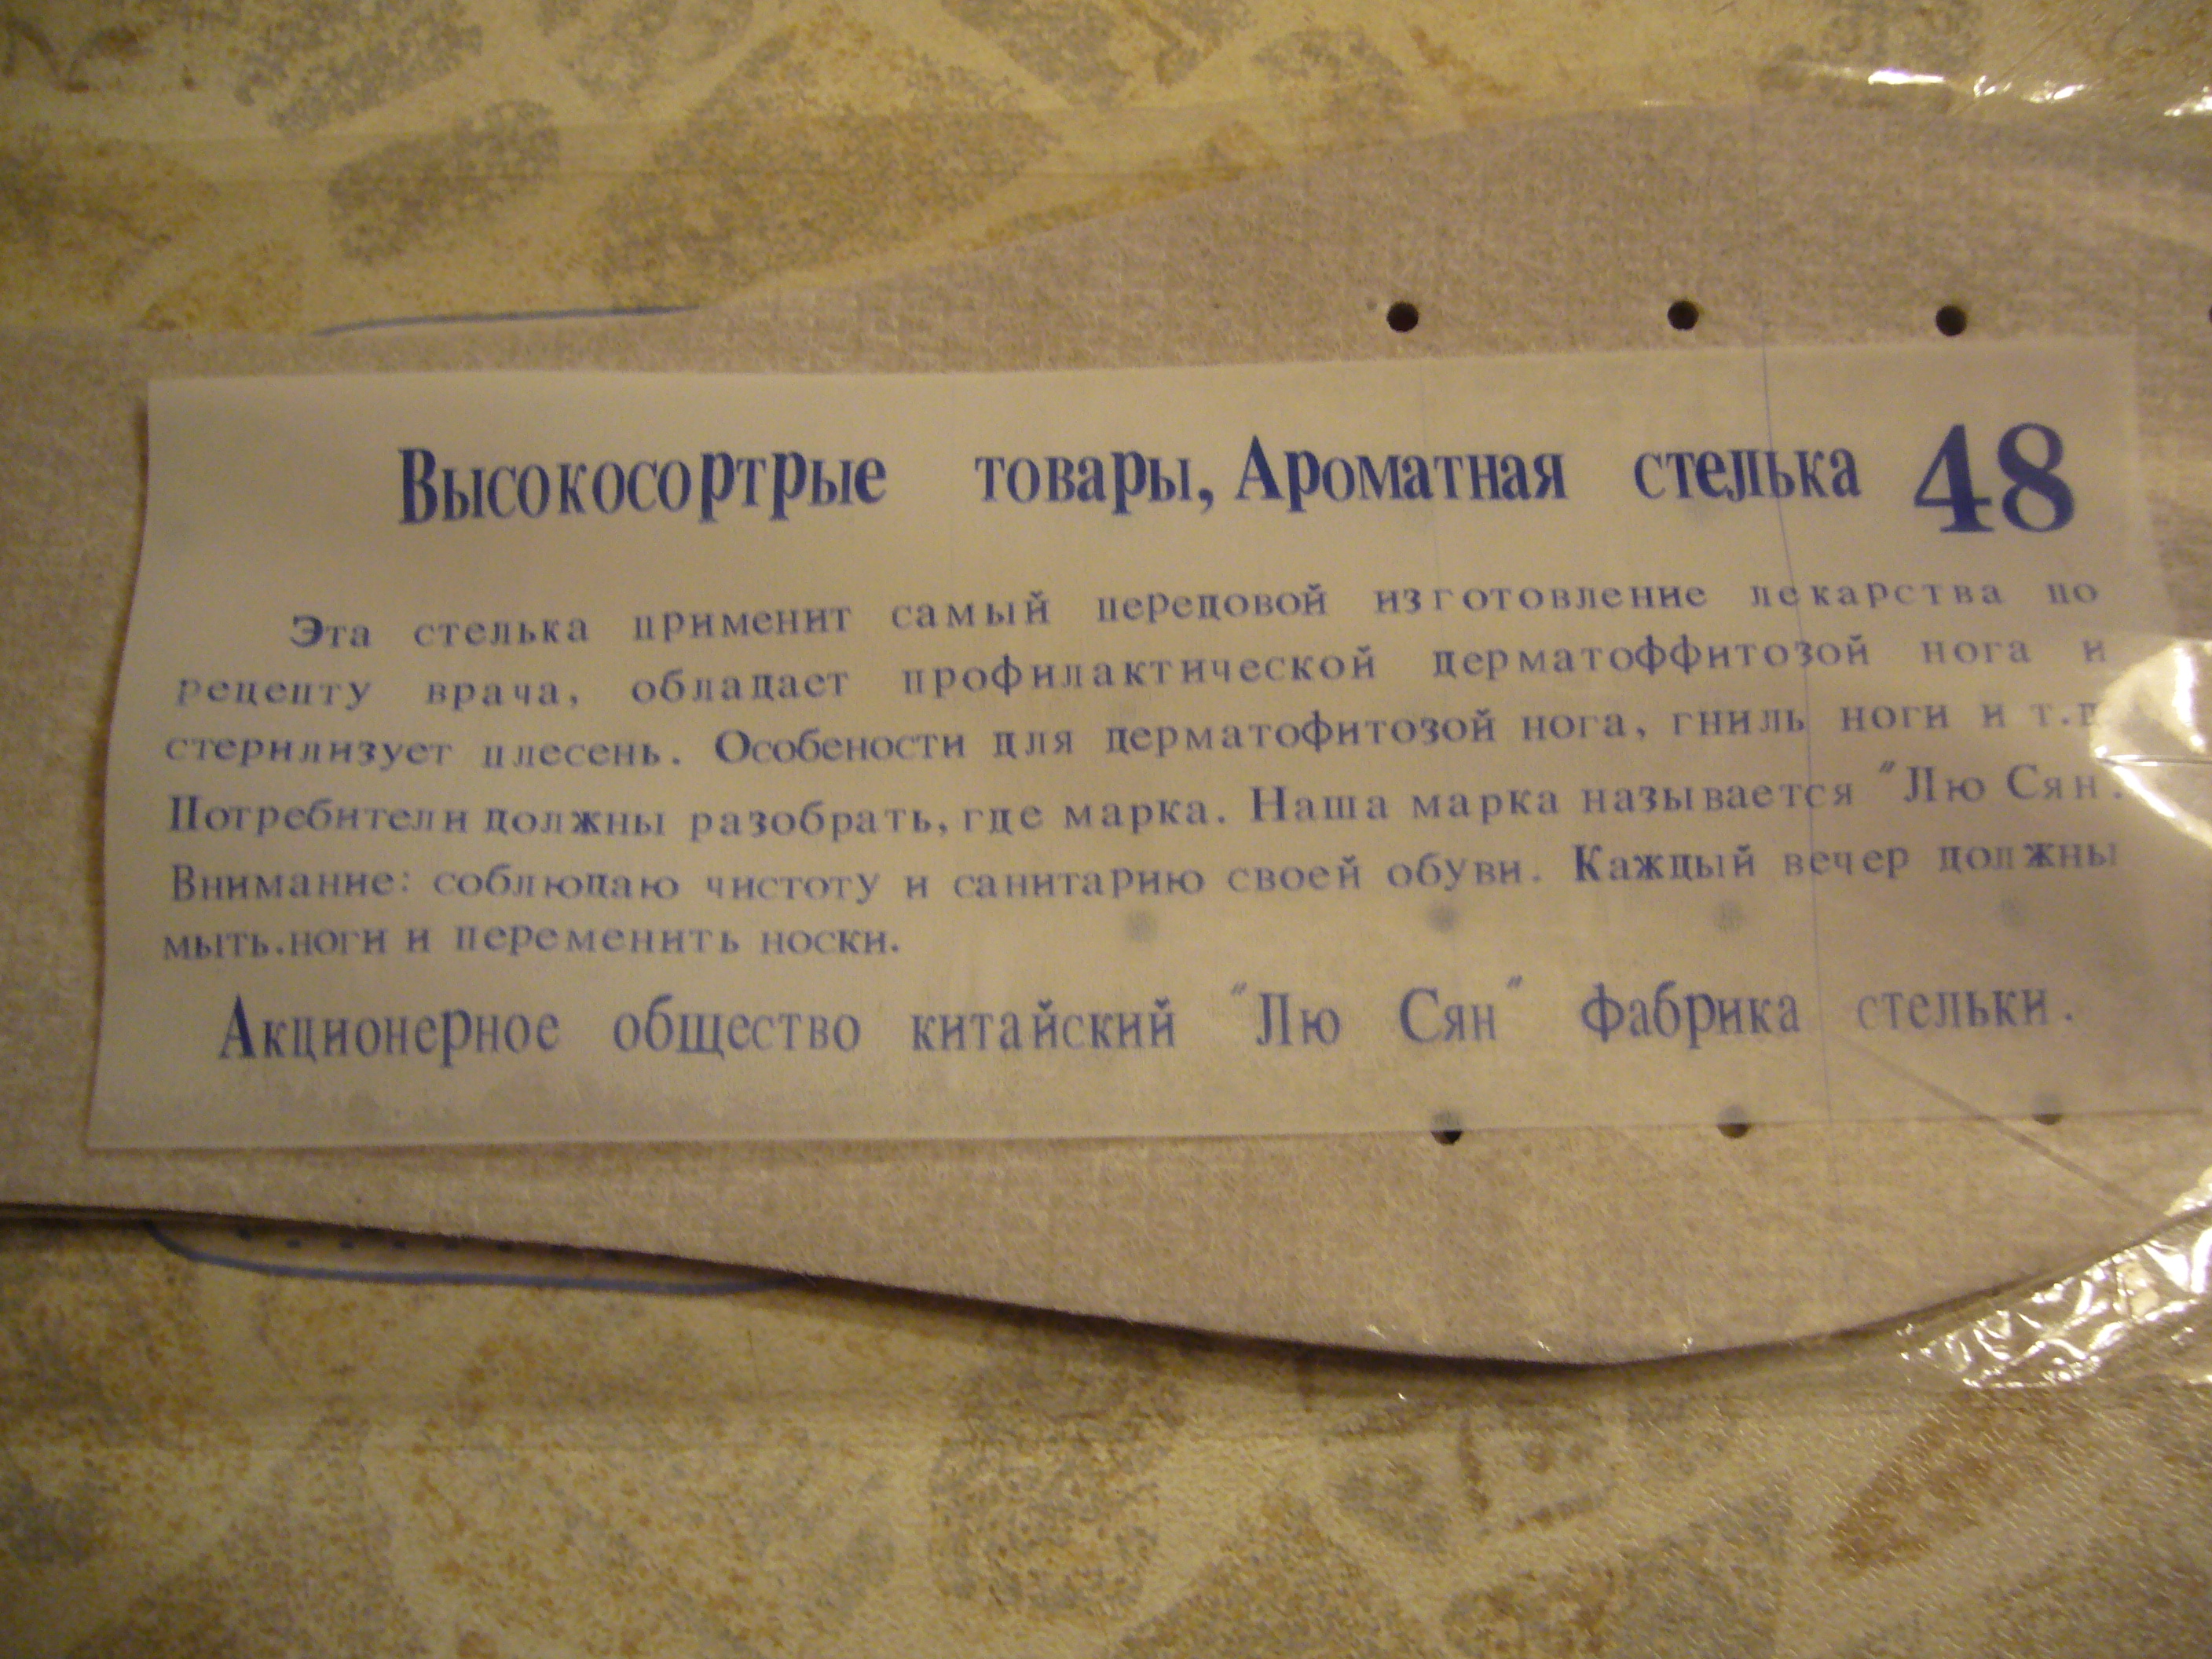 Высокосортрые товары, Ароматная стелька 48
Эта стелька применит самый передовой изготовление лекарства по
рецепту врача, обладает профилактической дерматоффитозой нога и
стерилизует плесень. Особености для дерматофитозой нога, гниль ноги и т.п
Потребители должны разобрать, где марка. Наша марка называется "Лю Сян".
Внимание: соблюдаю чистоту и санитарию своей обуви. Каждый вечер должны
мыть.ноги и переменить носки.
Акционерное общество китайский "Лю Сян" фабрика стельки.